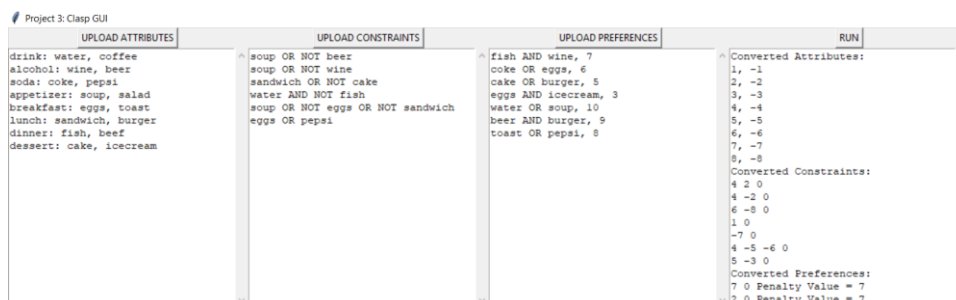 Project 3: Clasp GUI
UPLOAD ATTRIBUTES
UPLOAD CONSTRAINTS
UPLOAD PREFERENCES
RUN
drink: water, coffee
alcohol: wine, beer
soda: coke, pepsi
appetizer: soup, salad
breakfast: eggs, toast
lunch: sandwich, burger
dinner: fish, beef
dessert: cake, icecream
soup OR NOT beer
soup OR NOT wine
sandwich OR NOT cake
water AND NOT fish
soup OR NOT eggs OR NOT sandwich
eggs OR pepsi
fish AND wine, 7
coke OR eggs, 6
cake OR burger, 5
eggs AND icecream, 3
water OR soup, 10
beer AND burger, 9
toast OR pepsi, 8
Converted Attributes:
1, -1
2, -2
3, -3
4, -4
5, -5
6, -6
7, -7
8, -8
Converted Constraints:
4 2 0
4 -2 0
6 -8 0
1 0
-7 0
4 -5 -6 0
5 -3 0
Converted Preferences:
7 0 Penalty Value = 7
2 0 Penalty Value = 7